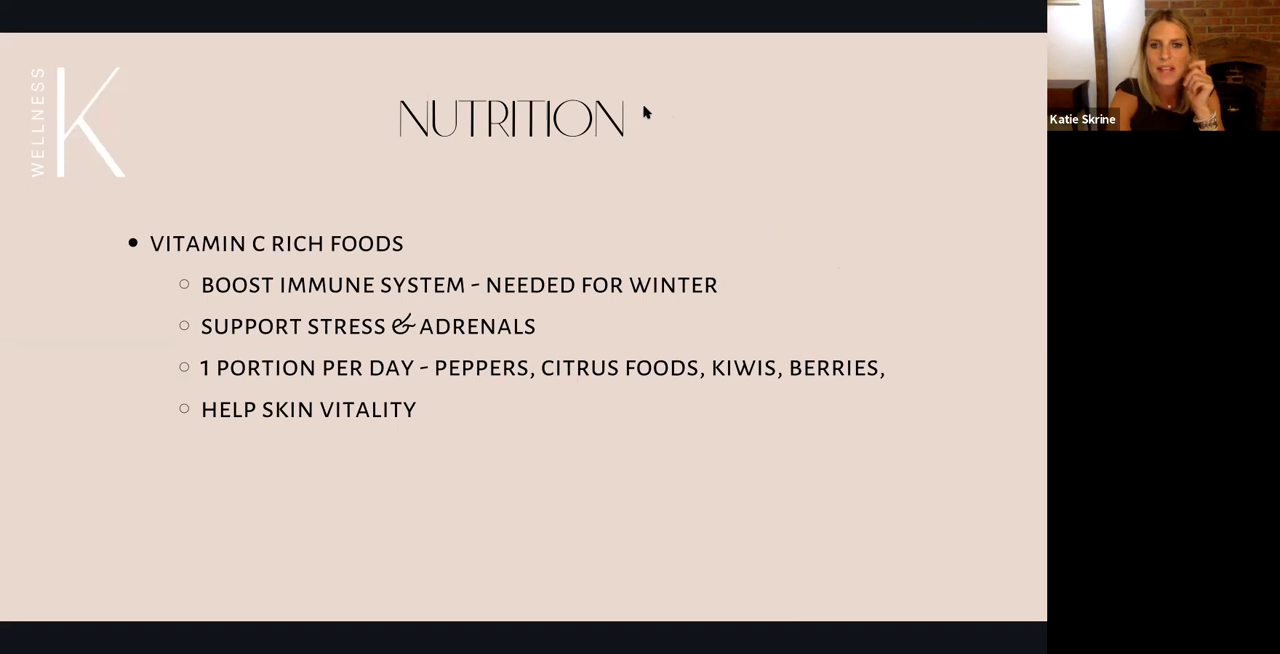 WELLNESS
K
NUTRITION
VITAMIN C RICH FOODS
BOOST IMMUNE SYSTEM - NEEDED FOR WINTER
SUPPORT STRESS & ADRENALS
1 PORTION PER DAY - PEPPERS, CITRUS FOODS, KIWIS, BERRIES,
HELP SKIN VITALITY
Katie Skrine